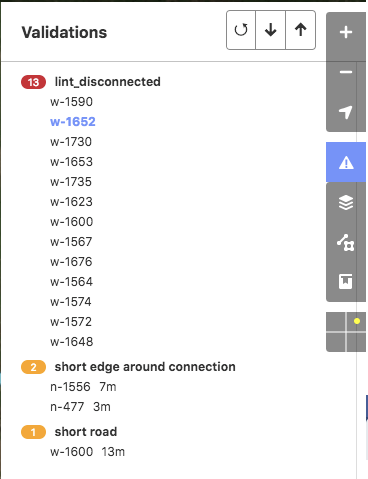 Validations
13 lint_disconnected
w-1590
w-1652
w-1730
w-1653
w-1735
w-1623
w-1600
w-1567
w-1676
w-1564
w-1574
w-1572
w-1648
2 short edge around connection
n-1556 7m
n-477 3m
1 short road
w-1600 13m